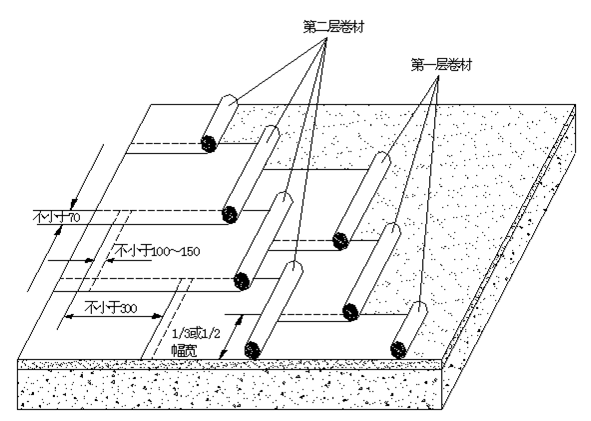 第二层卷材
第一层卷材
不小于70
不小于100～150
不小于300
1/3或1/2
幅宽